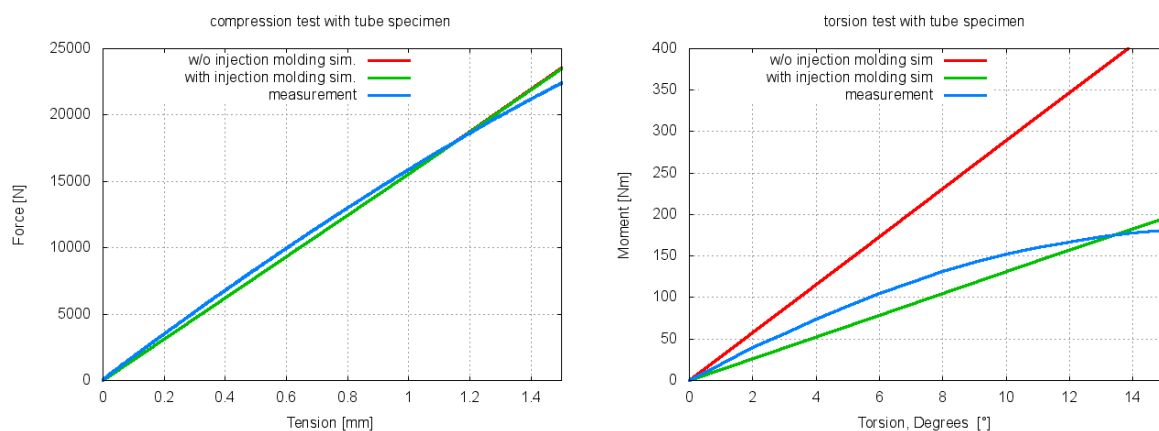 compression test with tube specimen
25000
20000
15000
10000
5000
0
Force [N]
w/o injection molding sim.
with injection molding sim.
measurement
0 0.2 0.4 0.6 0.8 1 1.2 1.4
Tension [mm]
torsion test with tube specimen
400
350
300
250
200
150
100
50
0
Moment [Nm]
w/o injection molding sim
with injection molding sim
measurement
0 2 4 6 8 10 12 14
Torsion, Degrees [°]